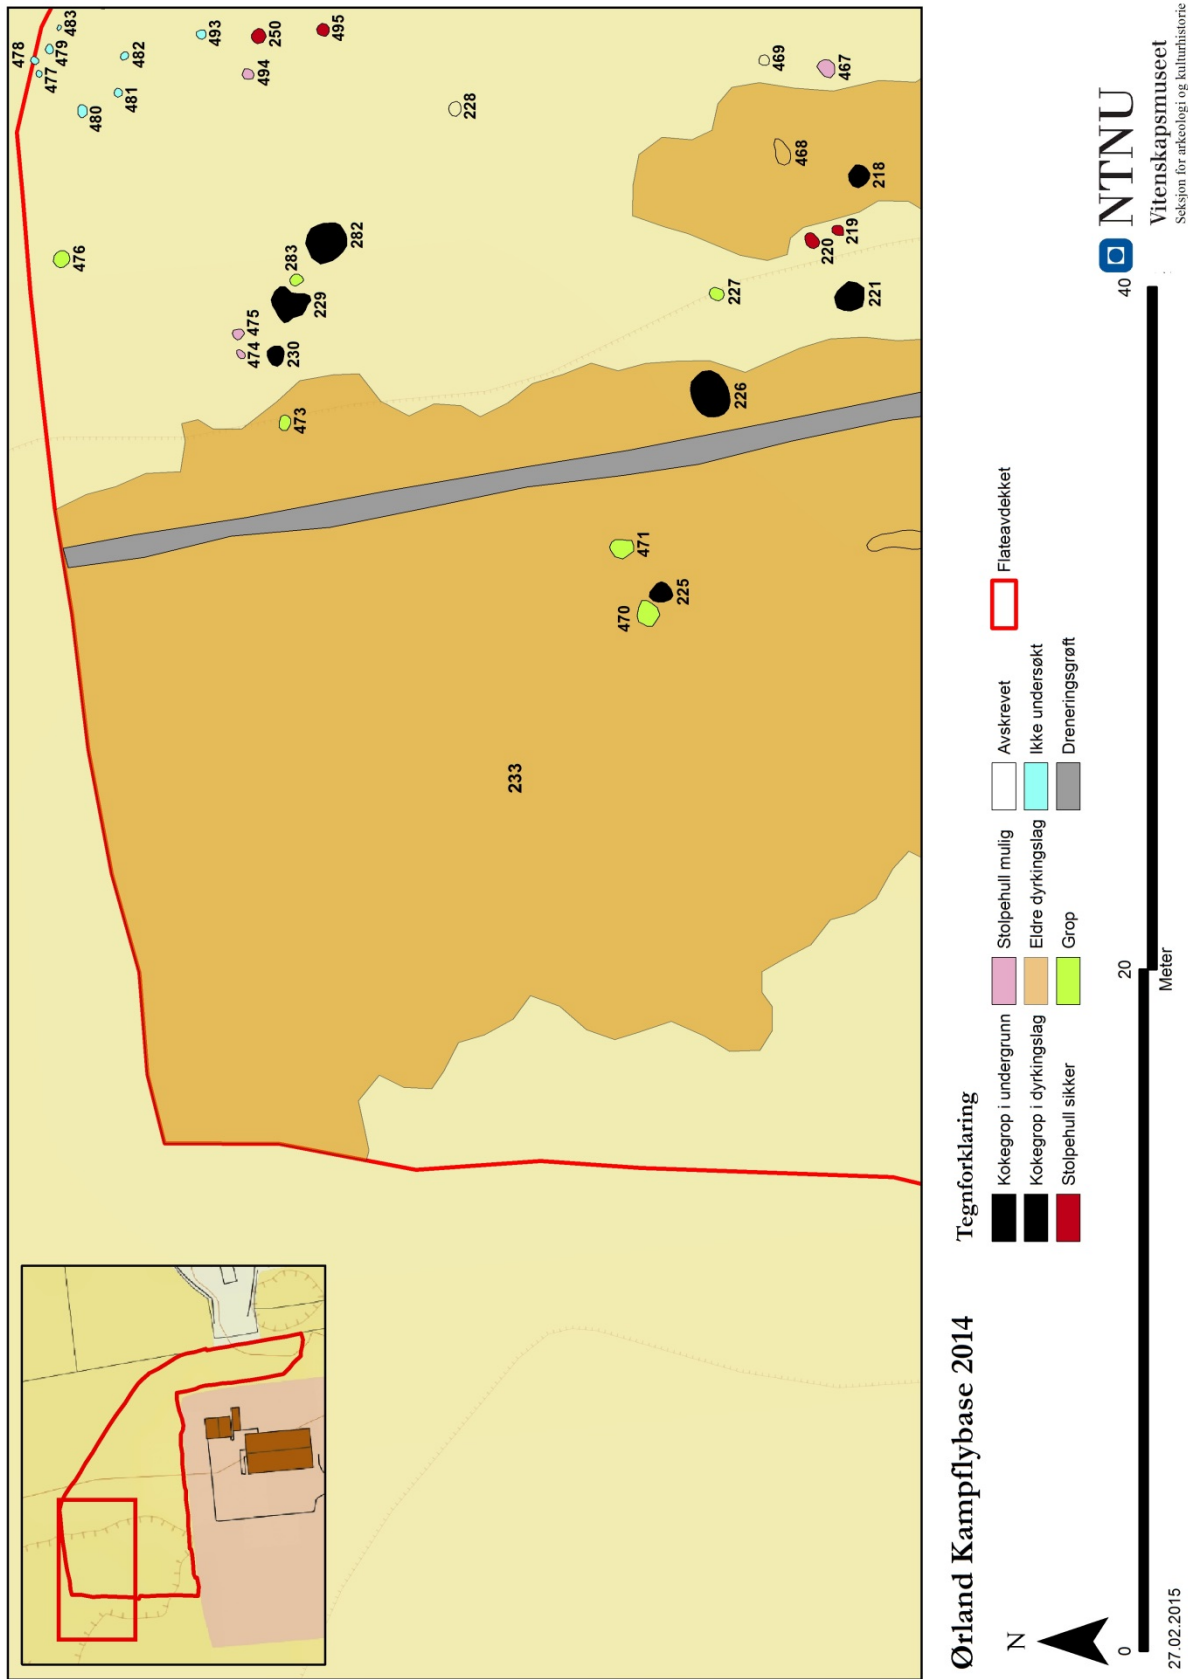 478
479
483
477
482
480
481
493
250
495
494
228
469
467
468
218
476
282
283
229
475
474
230
220
219
227
221
473
226
471
470
225
233
Ørland Kampflybase 2014
Tegnforklaring
Kokegrop i undergrunn
Stolpehull mulig
Avskrevet
Flateavdekket
Kokegrop i dyrkingslag
Eldre dyrkingslag
Ikke undersøkt
Stolpehull sikker
Grop
Dreneringsgrøft
N
0
20
40
Meter
27.02.2015
NTNU
Vitenskapsmuseet
Seksjon for arkeologi og kulturhistorie